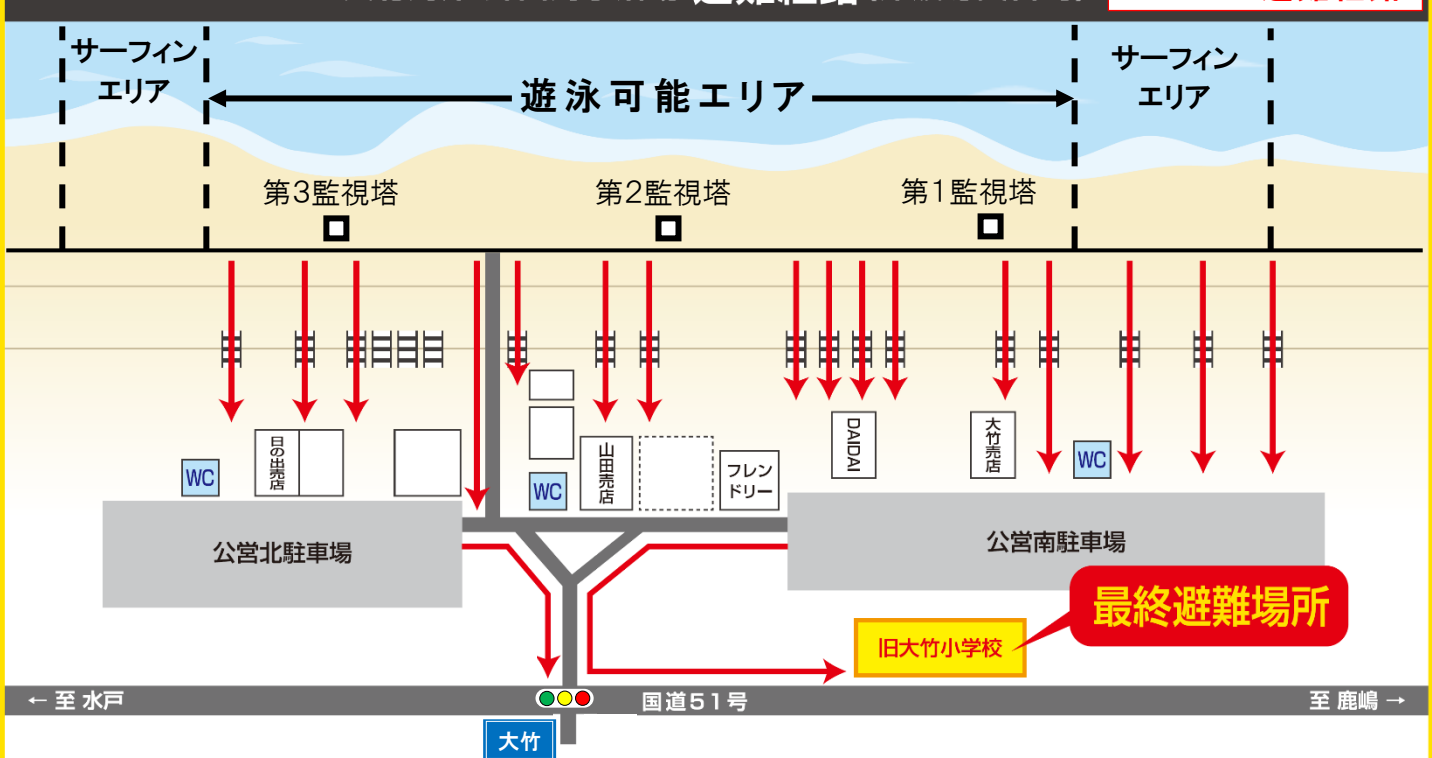 避難経路
サーフィン
エリア
遊泳可能エリア
サーフィン
エリア
第3監視塔
第2監視塔
第1監視塔
WC
日の出売店
WC
山田売店
フレン
ドリー
DAIDAI
大竹売店
WC
公営北駐車場
公営南駐車場
最終避難場所
旧大竹小学校
← 至 水戸
国道51号
至 鹿嶋 →
大竹